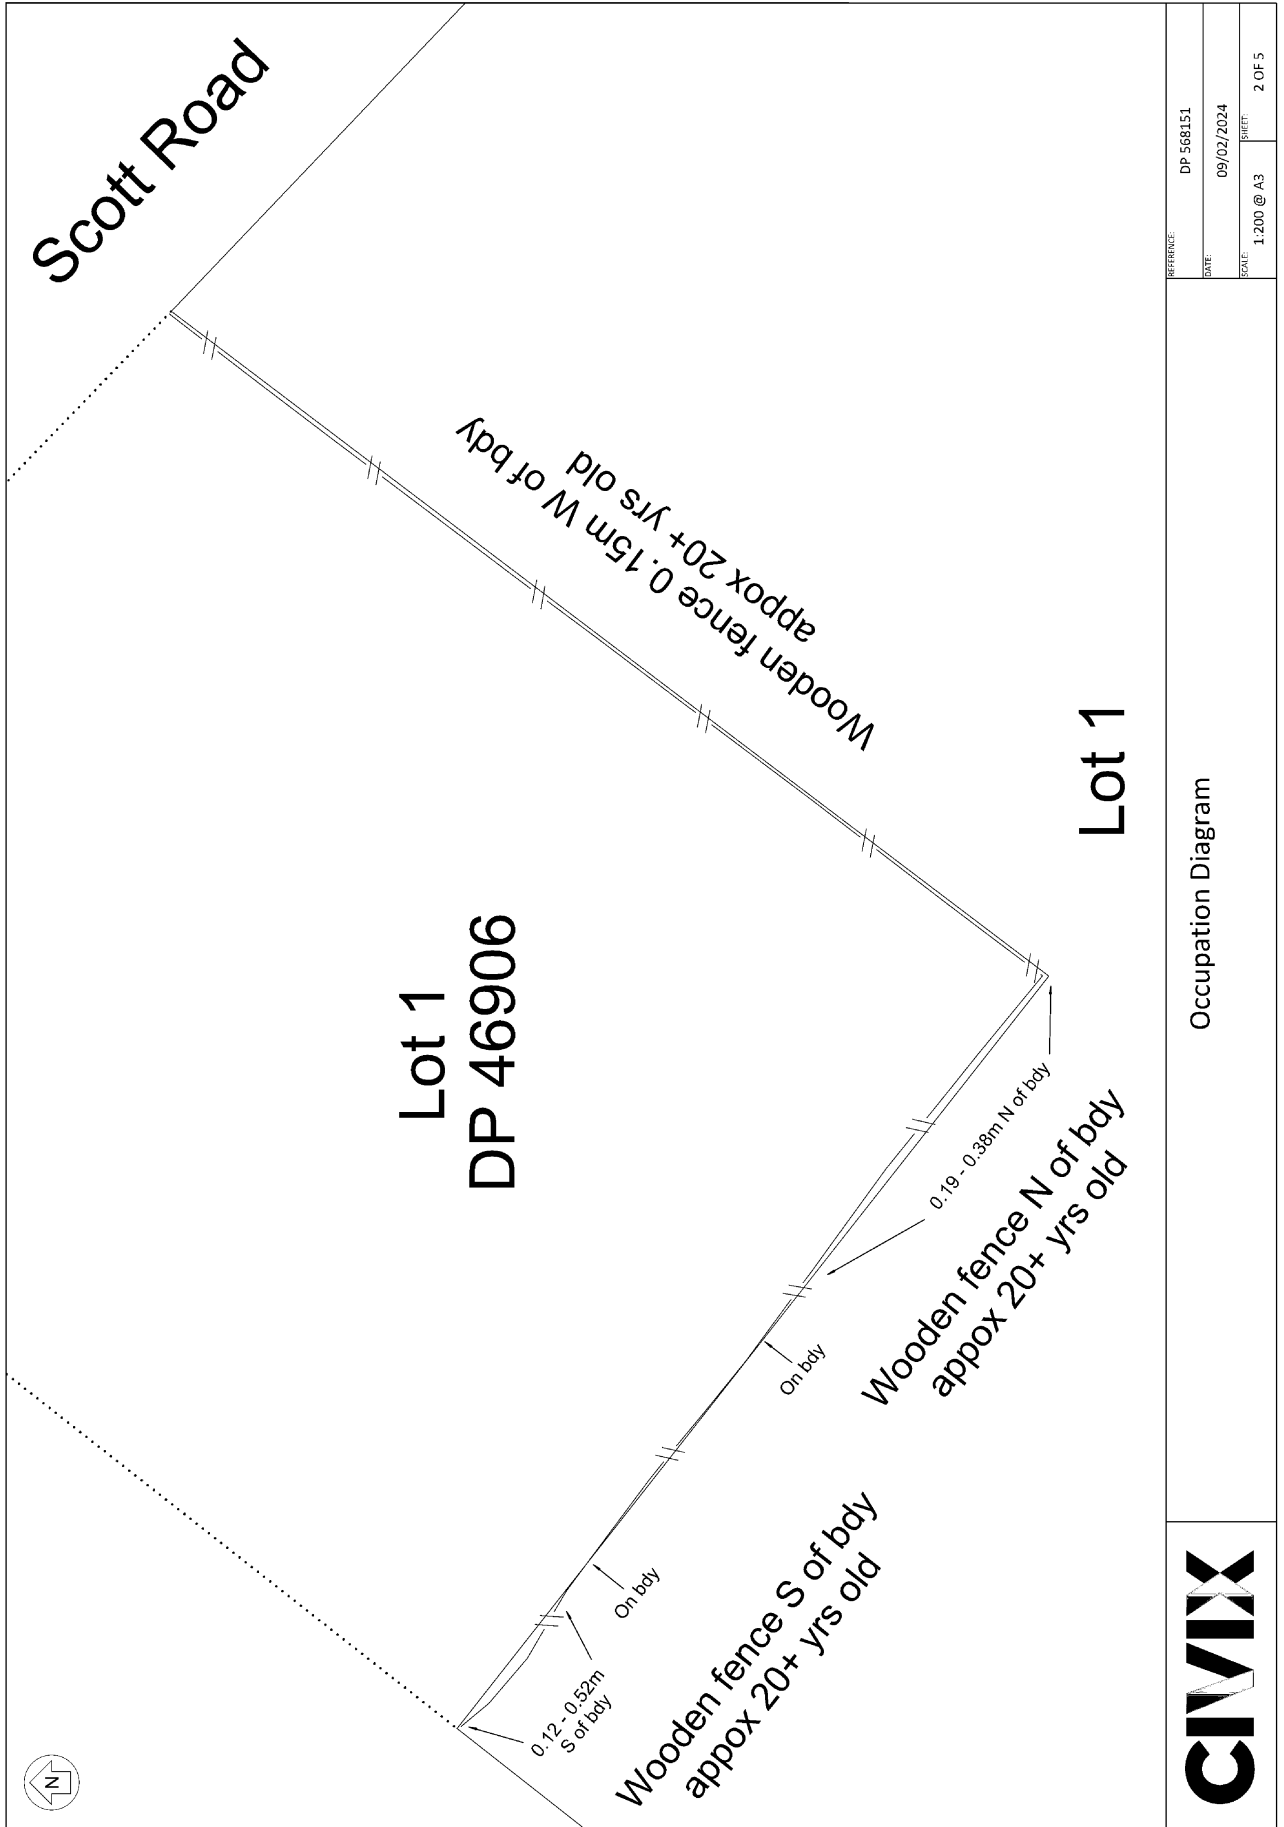 Scott Road
Wooden fence 0.15m W of bdy
appox 20+ yrs old
Lot 1
DP 46906
Lot 1
0.19 - 0.38m N of bdy
Wooden fence N of bdy
appox 20+ yrs old
On bdy
On bdy
0.12 - 0.52m
S of bdy
Wooden fence S of bdy
appox 20+ yrs old
N
CIVIX
Occupation Diagram
REFERENCE:
DP 568151
DATE:
09/02/2024
SCALE:
1:200 @ A3
SHEET:
2 OF 5